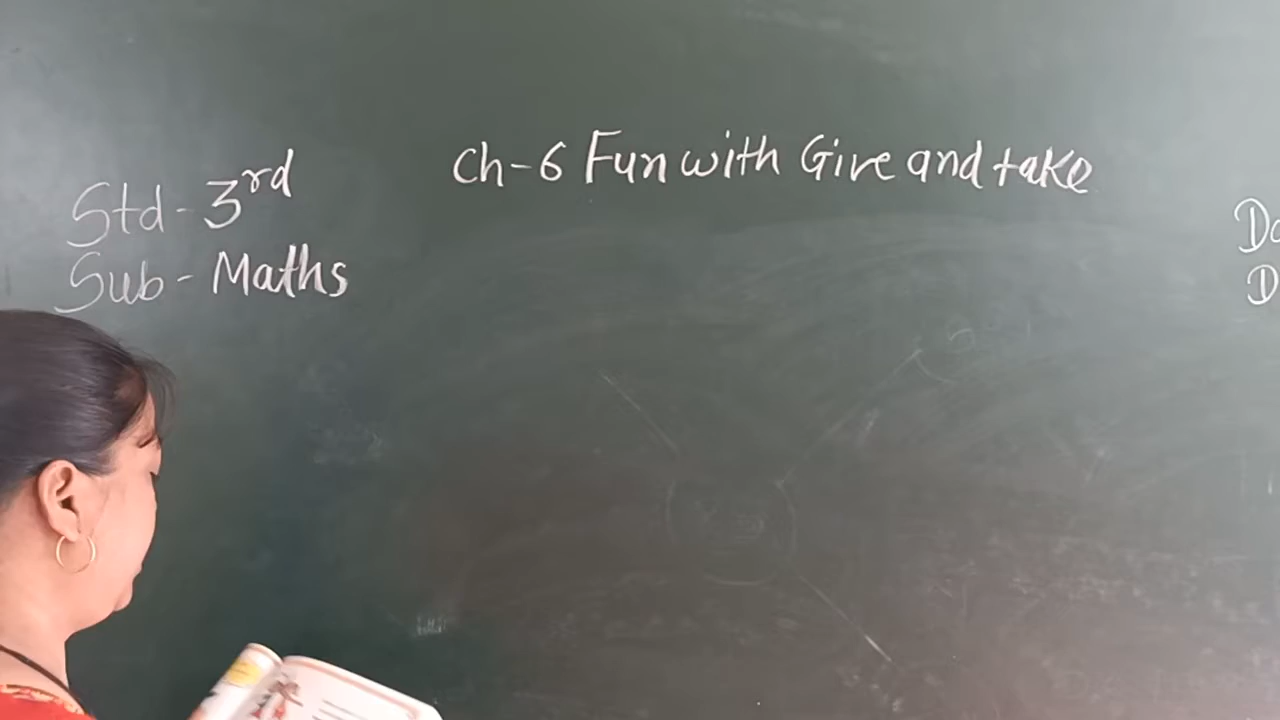 Ch-6 Fun with Give and take
Std- 3rd
Sub- Maths